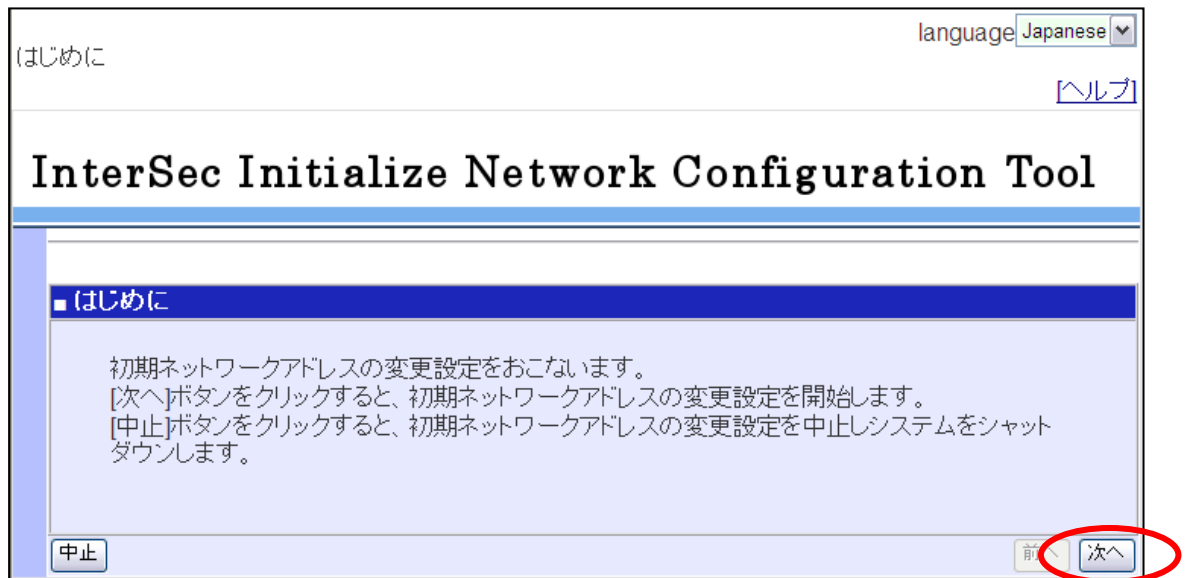 language Japanese
はじめに
[ヘルプ]
InterSec Initialize Network Configuration Tool
■ はじめに
初期ネットワークアドレスの変更設定をおこないます。
[次へ]ボタンをクリックすると、初期ネットワークアドレスの変更設定を開始します。
[中止]ボタンをクリックすると、初期ネットワークアドレスの変更設定を中止しシステムをシャット
ダウンします。
中止 前へ 次へ